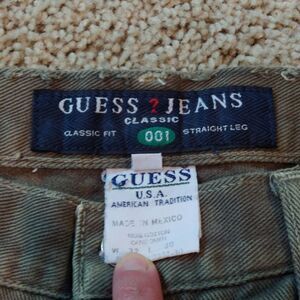 GUESS ? JEANS
CLASSIC
CLASSIC FIT 001 STRAIGHT LEG
GUESS
U.S.A.
AMERICAN TRADITION
MADE IN MEXICO